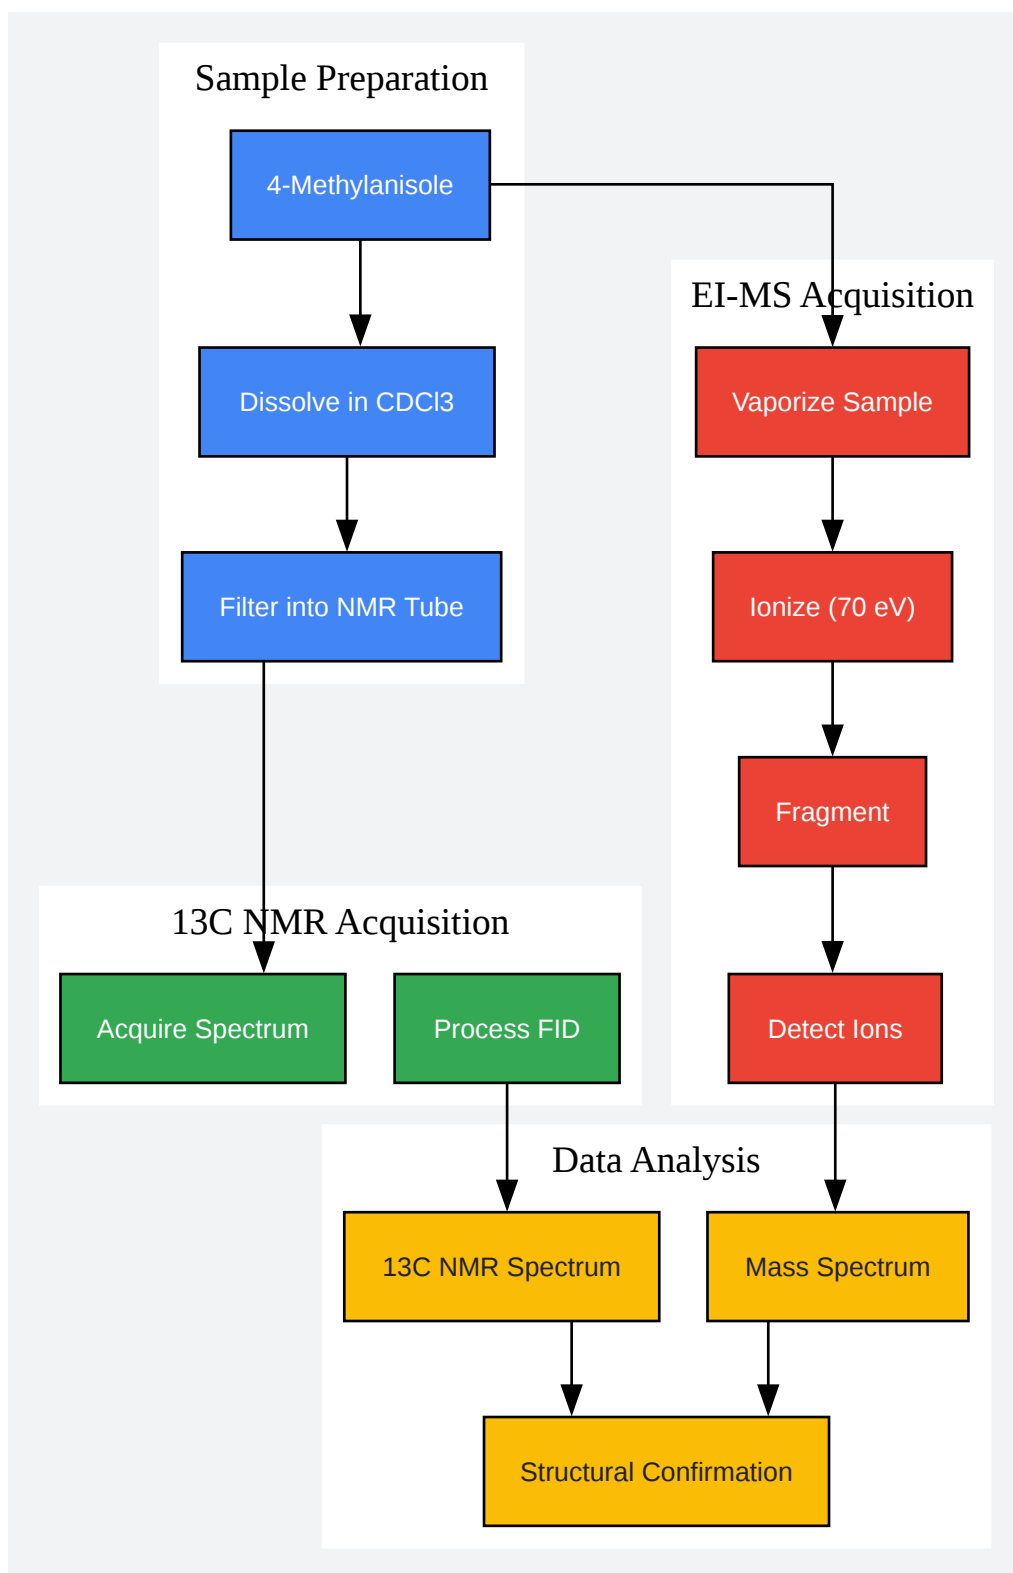 Sample Preparation
4-Methylanisole
Dissolve in CDCl3
Filter into NMR Tube
EI-MS Acquisition
Vaporize Sample
Ionize (70 eV)
Fragment
Detect Ions
13C NMR Acquisition
Acquire Spectrum
Process FID
Data Analysis
13C NMR Spectrum
Mass Spectrum
Structural Confirmation